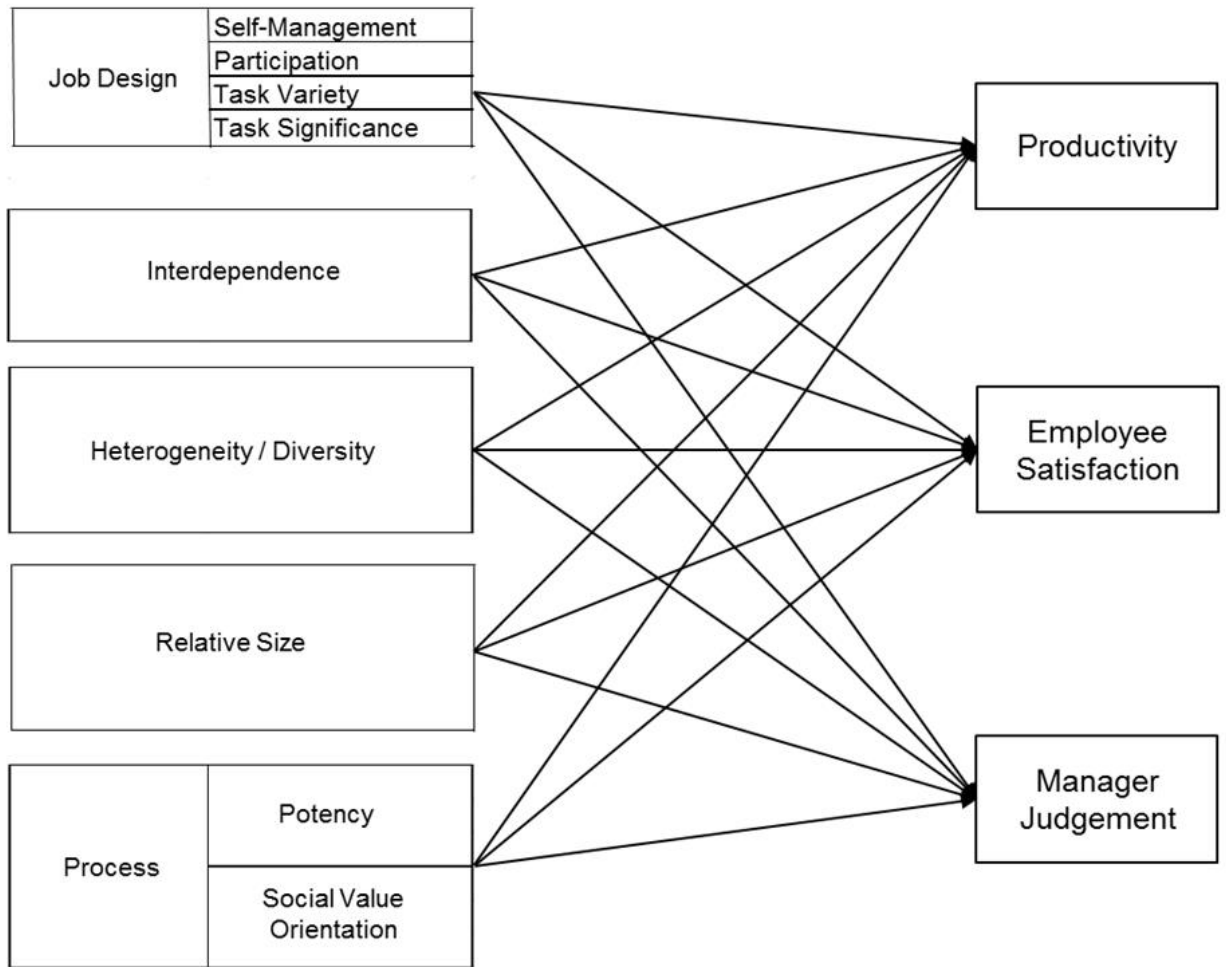 Job Design
Self-Management
Participation
Task Variety
Task Significance
Interdependence
Heterogeneity / Diversity
Relative Size
Process
Potency
Social Value
Orientation
Productivity
Employee
Satisfaction
Manager
Judgement